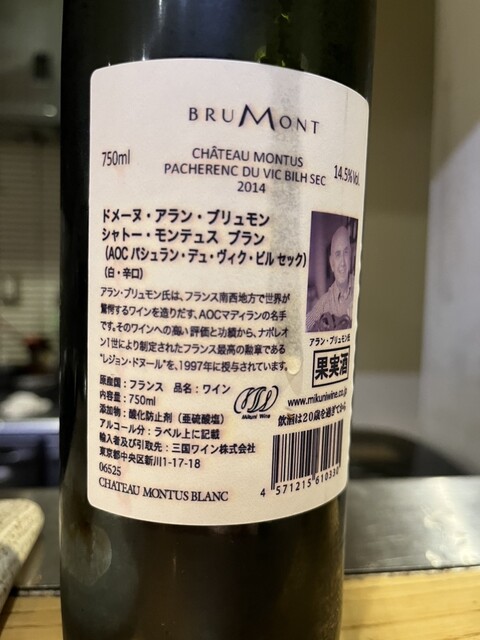 BRUMONT
750ml
CHÂTEAU MONTUS
PACHERENC DU VIC BILH SEC
2014
14.5%Vol.
ドメーヌ・アラン・ブリュモン
シャトー・モンテュス ブラン
(AOC パシュラン・デュ・ヴィク・ビル セック)
(白・辛口)
アラン・ブリュモン氏は、フランス南西地方で世界が
驚愕するワインを造りだす、AOCマディランの名手
です。そのワインへの高い評価と功績から、ナポレオ
ン1世により制定されたフランス最高の勲章である
"レジョン・ドヌール"を、1997年に授与されています。
アラン・ブリュモン氏
果実酒
原産国:フランス 品名:ワイン
内容量:750ml
添加物:酸化防止剤(亜硫酸塩)
アルコール分:ラベル上に記載
輸入者及び引取先:三国ワイン株式会社
東京都中央区新川1-17-18
06525
CHATEAU MONTUS BLANC
Mikuni Wine
www.mikuniwine.co.jp
飲酒は20歳を過ぎてから
4 571215 610330